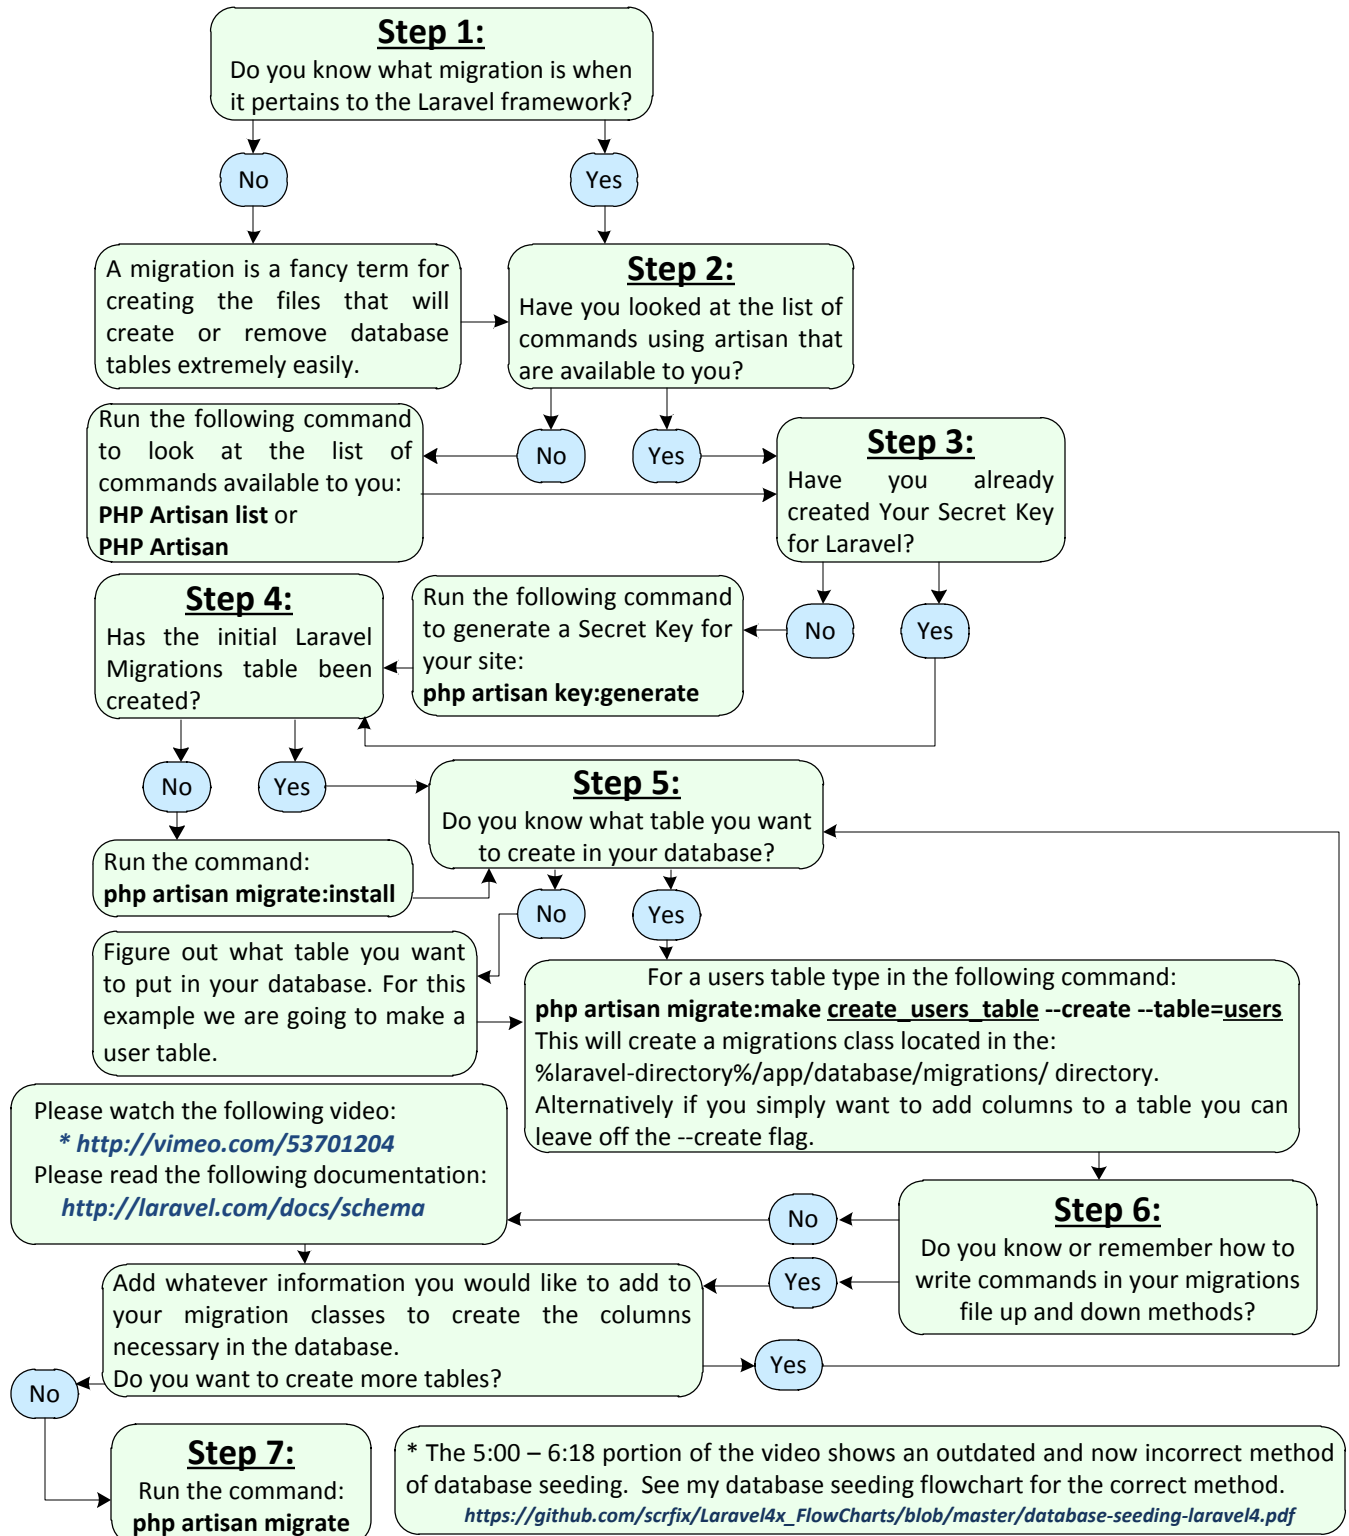 Step 1:
Do you know what migration is when
it pertains to the Laravel framework?
No
Yes
A migration is a fancy term for
creating the files that will
create or remove database
tables extremely easily.
Step 2:
Have you looked at the list of
commands using artisan that
are available to you?
No
Yes
Run the following command
to look at the list of
commands available to you:
PHP Artisan list or
PHP Artisan
Step 3:
Have you already
created Your Secret Key
for Laravel?
No
Yes
Run the following command
to generate a Secret Key for
your site:
php artisan key:generate
Step 4:
Has the initial Laravel
Migrations table been
created?
No
Yes
Run the command:
php artisan migrate:install
Step 5:
Do you know what table you want
to create in your database?
No
Yes
Figure out what table you want
to put in your database. For this
example we are going to make a
user table.
For a users table type in the following command:
php artisan migrate:make create_users_table --create --table=users
This will create a migrations class located in the:
%laravel-directory%/app/database/migrations/ directory.
Alternatively if you simply want to add columns to a table you can
leave off the --create flag.
Step 6:
Do you know or remember how to
write commands in your migrations
file up and down methods?
No
Yes
Please watch the following video:
* http://vimeo.com/53701204
Please read the following documentation:
http://laravel.com/docs/schema
Add whatever information you would like to add to
your migration classes to create the columns
necessary in the database.
Do you want to create more tables?
Yes
No
Step 7:
Run the command:
php artisan migrate
* The 5:00 – 6:18 portion of the video shows an outdated and now incorrect method
of database seeding. See my database seeding flowchart for the correct method.
https://github.com/scrfix/Laravel4x_FlowCharts/blob/master/database-seeding-laravel4.pdf